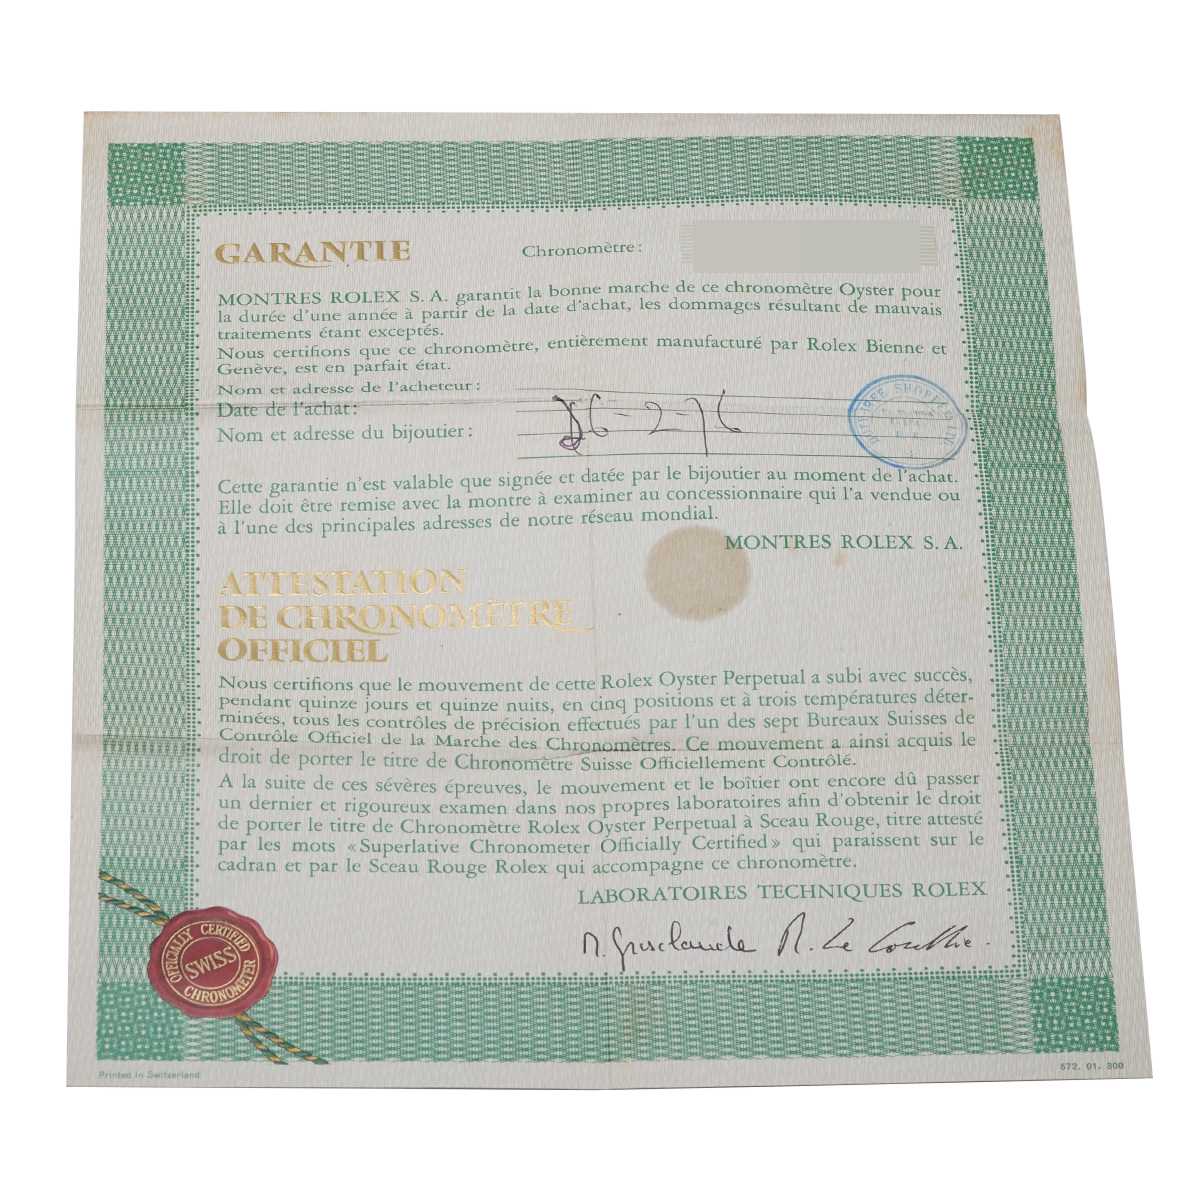 GARANTIE
Chronomètre:
MONTRES ROLEX S. A. garantit la bonne marche de ce chronomètre Oyster pour
la durée d'une année à partir de la date d'achat, les dommages résultant de mauvais
traitements étant exceptés.
Nous certifions que ce chronomètre, entièrement manufacturé par Rolex Bienne et
Genève, est en parfait état.
Nom et adresse de l'acheteur:
Date de l'achat:
6-2-76
Nom et adresse du bijoutier:
Cette garantie n'est valable que signée et datée par le bijoutier au moment de l'achat.
Elle doit être remise avec la montre à examiner au concessionnaire qui l'a vendue ou
à l'une des principales adresses de notre réseau mondial.
MONTRES ROLEX S. A.
ATTESTATION
DE CHRONOMÈTRE
OFFICIEL
Nous certifions que le mouvement de cette Rolex Oyster Perpetual a subi avec succès,
pendant quinze jours et quinze nuits, en cinq positions et à trois températures déter-
minées, tous les contrôles de précision effectués par l'un des sept Bureaux Suisses de
Contrôle Officiel de la Marche des Chronomètres. Ce mouvement a ainsi acquis le
droit de porter le titre de Chronomètre Suisse Officiellement Contrôlé.
A la suite de ces sévères épreuves, le mouvement et le boîtier ont encore dû passer
un dernier et rigoureux examen dans nos propres laboratoires afin d'obtenir le droit
de porter le titre de Chronomètre Rolex Oyster Perpetual à Sceau Rouge, titre attesté
par les mots «Superlative Chronometer Officially Certified» qui paraissent sur le
cadran et par le Sceau Rouge Rolex qui accompagne ce chronomètre.
LABORATOIRES TECHNIQUES ROLEX
OFFICIALLY CERTIFIED
SWISS
CHRONOMETER
Printed in Switzerland
572. 01. 300